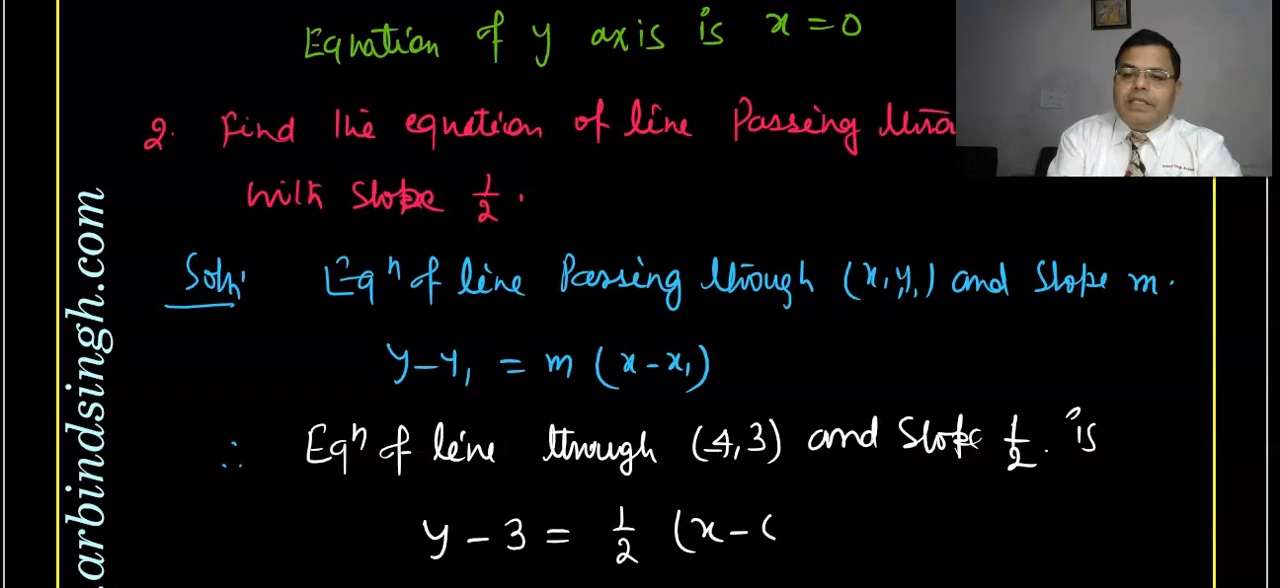 Equation of y axis is x = 0
2. Find the equation of line Passing
with slope 1/2.
Soln: Eqn of line Passing through (x₁, y₁) and slope m.
y - y₁ = m (x - x₁)
∴ Eqn of line through (4, 3) and slope 1/2. is
y - 3 = 1/2 (x - (
arbindsingh.com